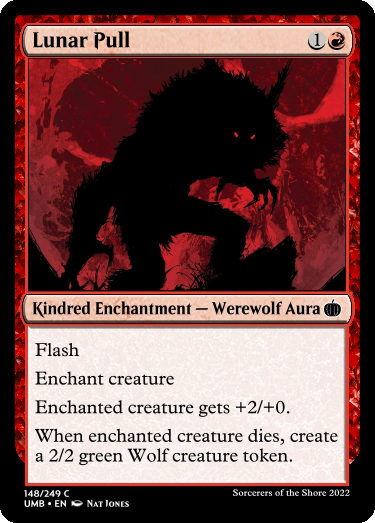 Lunar Pull 1
Kindred Enchantment — Werewolf Aura
Flash
Enchant creature
Enchanted creature gets +2/+0.
When enchanted creature dies, create
a 2/2 green Wolf creature token.
148/249 C
UMB • EN Nat Jones
Sorcerers of the Shore 2022